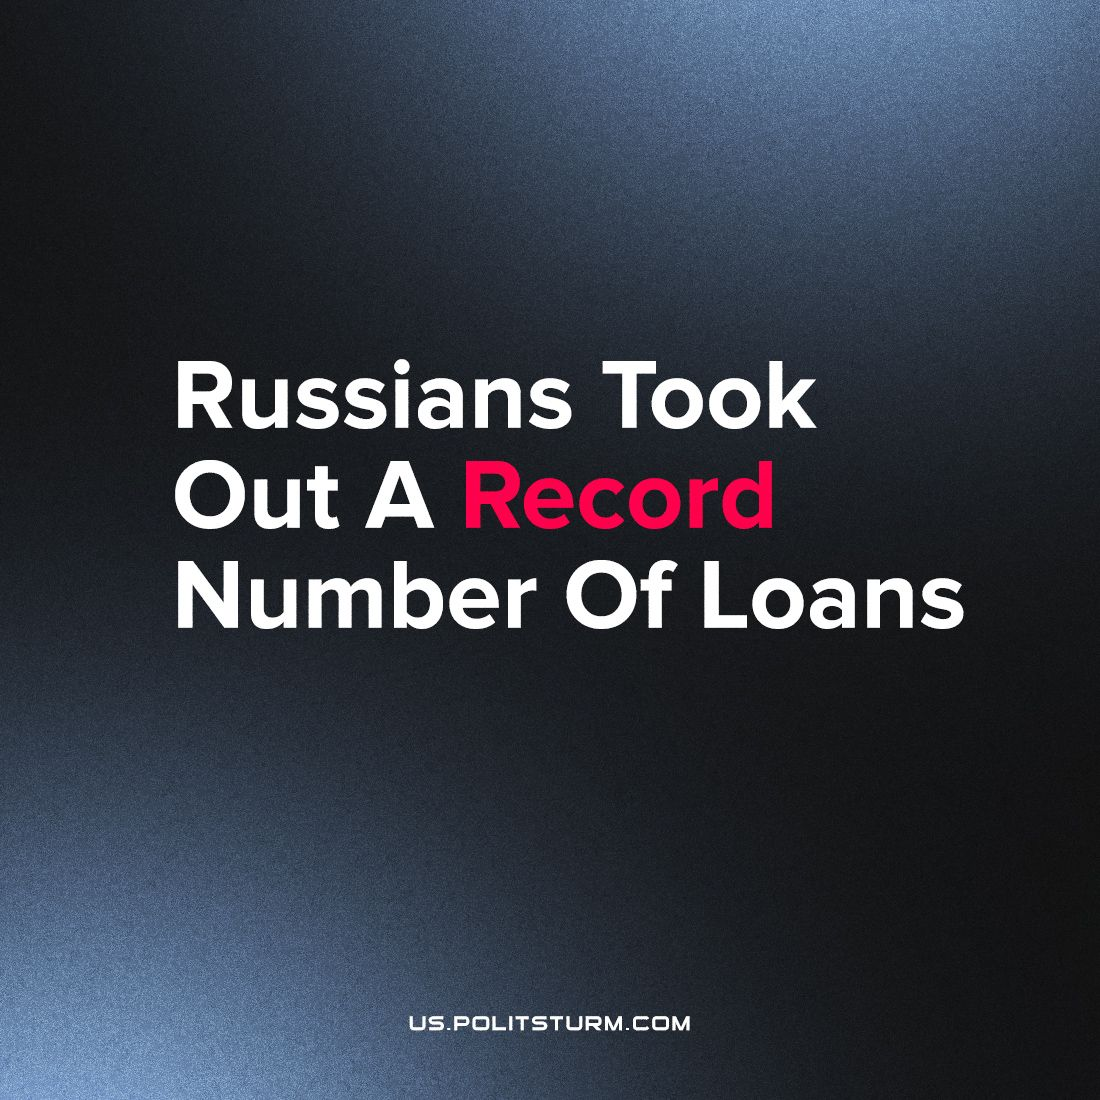 Russians Took
Out A Record
Number Of Loans
US.POLITSTURM.COM